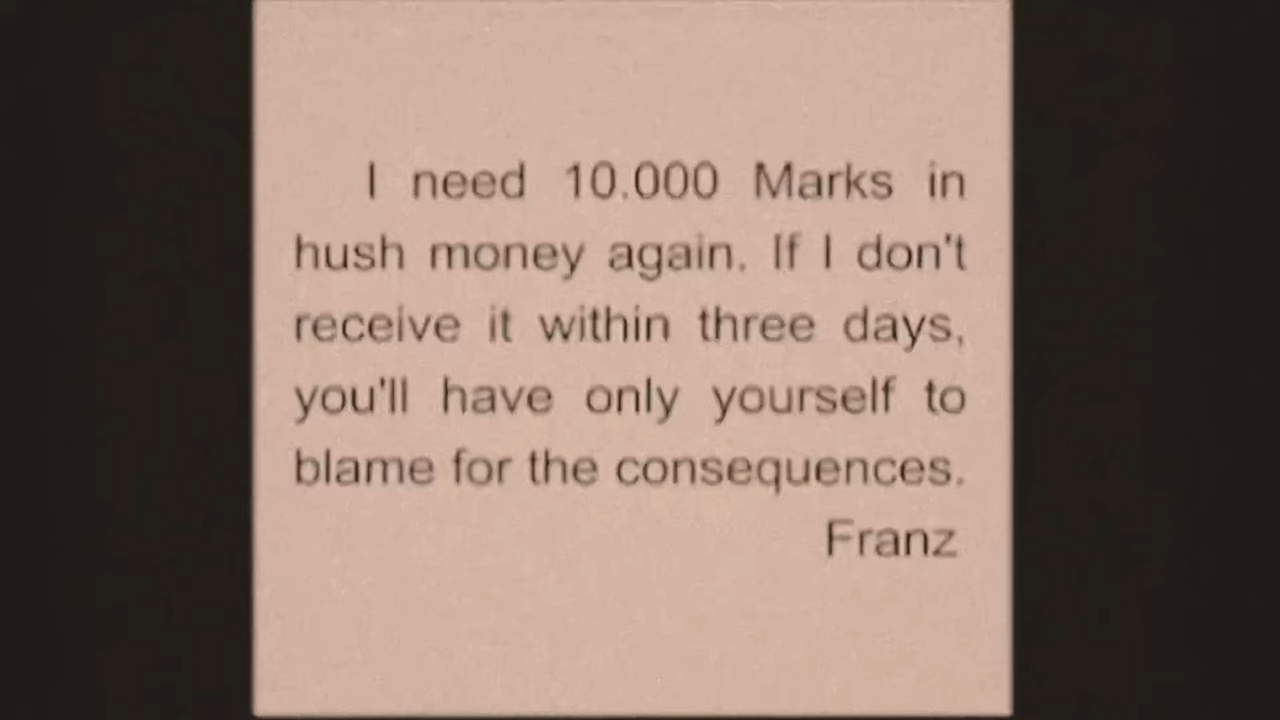 I need 10.000 Marks in
hush money again. If I don't
receive it within three days,
you'll have only yourself to
blame for the consequences.
Franz